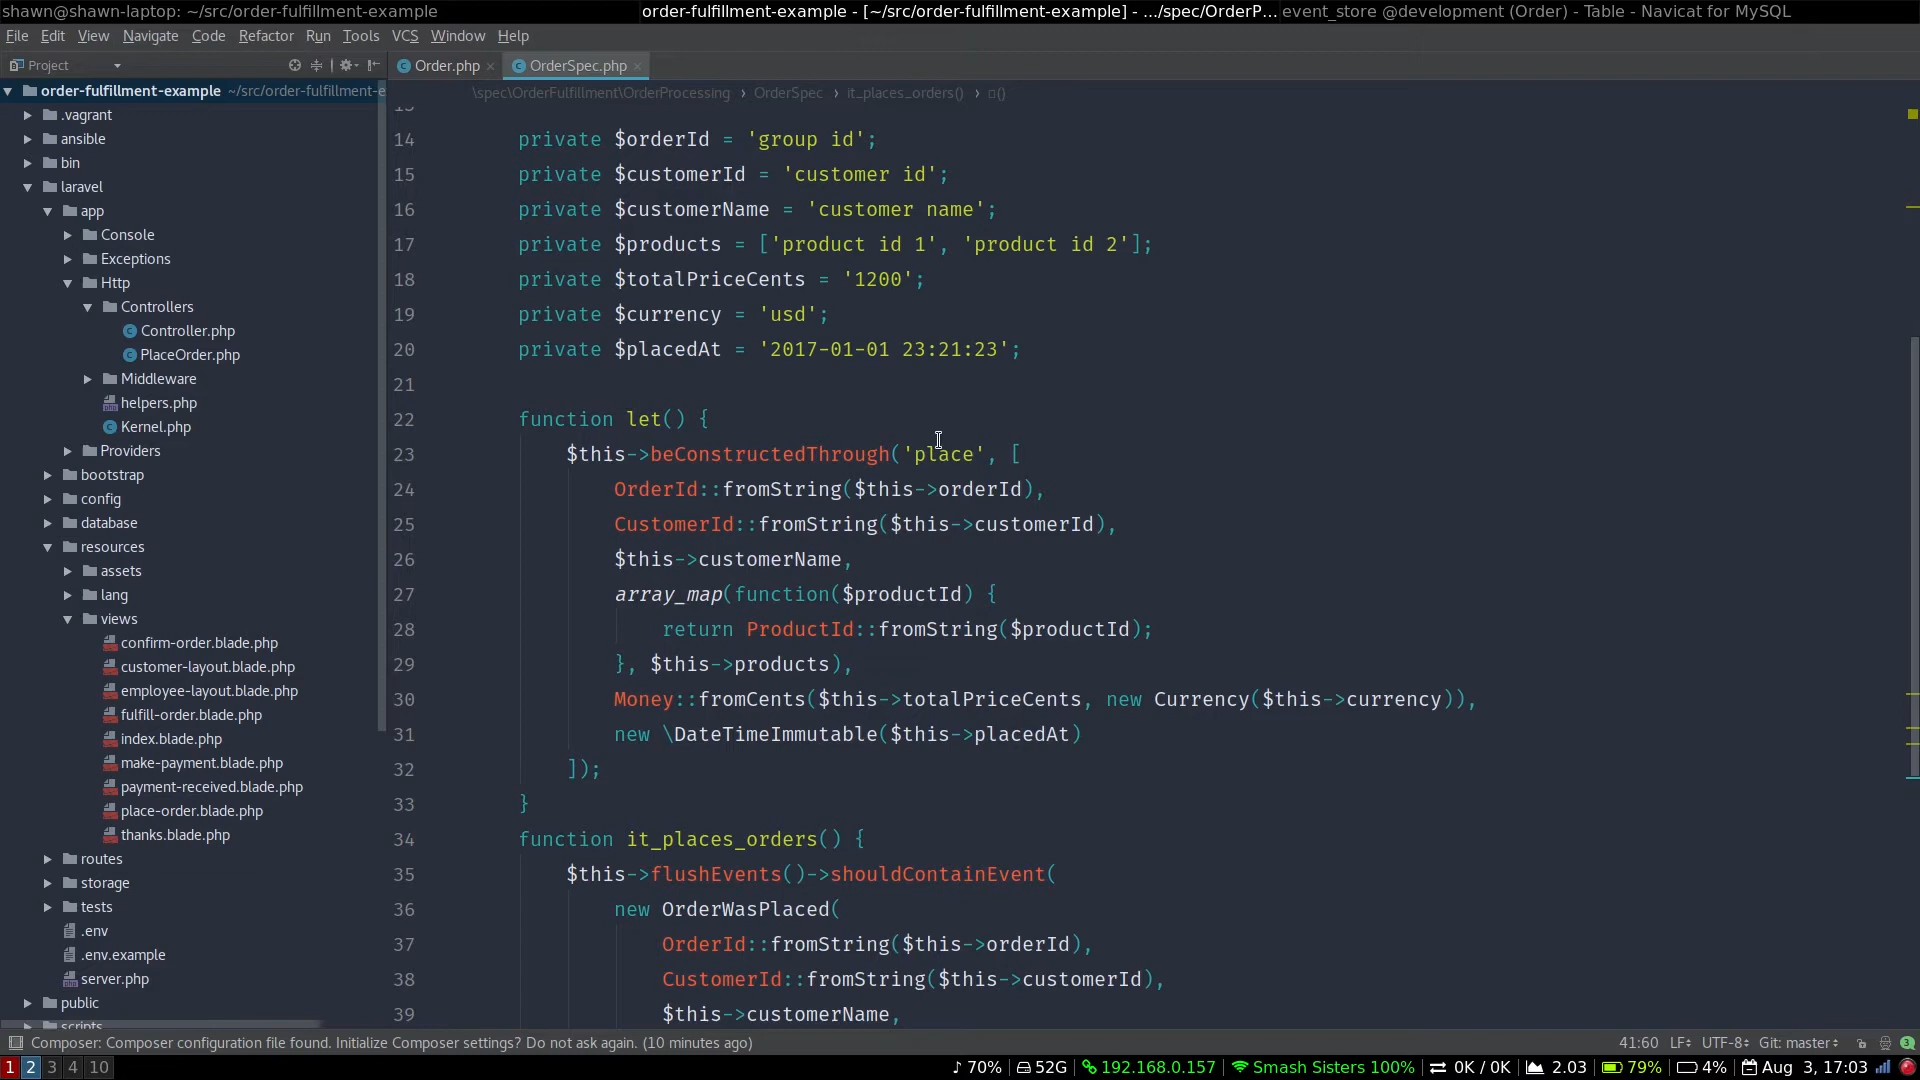 shawn@shawn-laptop: ~/src/order-fulfillment-example
order-fulfillment-example - [~/src/order-fulfillment-example] - .../spec/OrderP...
event_store @development (Order) - Table - Navicat for MySQL
File Edit View Navigate Code Refactor Run Tools VCS Window Help
Project
Order.php
OrderSpec.php
order-fulfillment-example ~/src/order-fulfillment-e
.vagrant
ansible
bin
laravel
app
Console
Exceptions
Http
Controllers
Controller.php
PlaceOrder.php
Middleware
helpers.php
Kernel.php
Providers
bootstrap
config
database
resources
assets
lang
views
confirm-order.blade.php
customer-layout.blade.php
employee-layout.blade.php
fulfill-order.blade.php
index.blade.php
make-payment.blade.php
payment-received.blade.php
place-order.blade.php
thanks.blade.php
routes
storage
tests
.env
.env.example
server.php
public
scripts
\spec\OrderFulfillment\OrderProcessing › OrderSpec › it_places_orders() › ()
13
14 private $orderId = 'group id';
15 private $customerId = 'customer id';
16 private $customerName = 'customer name';
17 private $products = ['product id 1', 'product id 2'];
18 private $totalPriceCents = '1200';
19 private $currency = 'usd';
20 private $placedAt = '2017-01-01 23:21:23';
21
22 function let() {
23 $this->beConstructedThrough('place', [
24 OrderId::fromString($this->orderId),
25 CustomerId::fromString($this->customerId),
26 $this->customerName,
27 array_map(function($productId) {
28 return ProductId::fromString($productId);
29 }, $this->products),
30 Money::fromCents($this->totalPriceCents, new Currency($this->currency)),
31 new \DateTimeImmutable($this->placedAt)
32 ]);
33 }
34 function it_places_orders() {
35 $this->flushEvents()->shouldContainEvent(
36 new OrderWasPlaced(
37 OrderId::fromString($this->orderId),
38 CustomerId::fromString($this->customerId),
39 $this->customerName,
Composer: Composer configuration file found. Initialize Composer settings? Do not ask again. (10 minutes ago)
41:60 LF UTF-8 Git: master 3
1 2 3 4 10
70% 52G 192.168.0.157 Smash Sisters 100% 0K / 0K 2.03 79% 4% Aug 3, 17:03